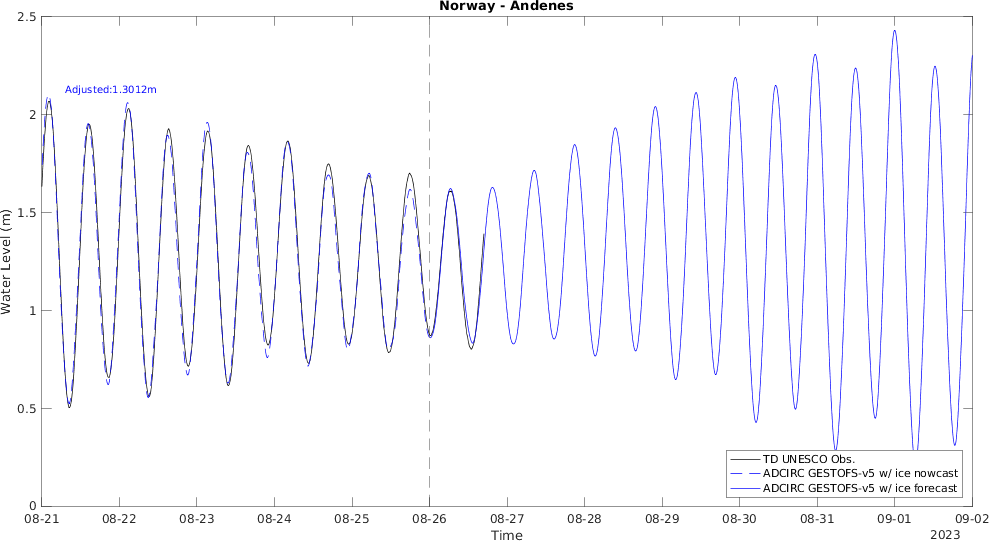 Norway - Andenes
2.5
2
1.5
1
0.5
0
Water Level (m)
Adjusted:1.3012m
TD UNESCO Obs.
ADCIRC GESTOFS-v5 w/ ice nowcast
ADCIRC GESTOFS-v5 w/ ice forecast
08-21 08-22 08-23 08-24 08-25 08-26 08-27 08-28 08-29 08-30 08-31 09-01 09-02
Time
2023